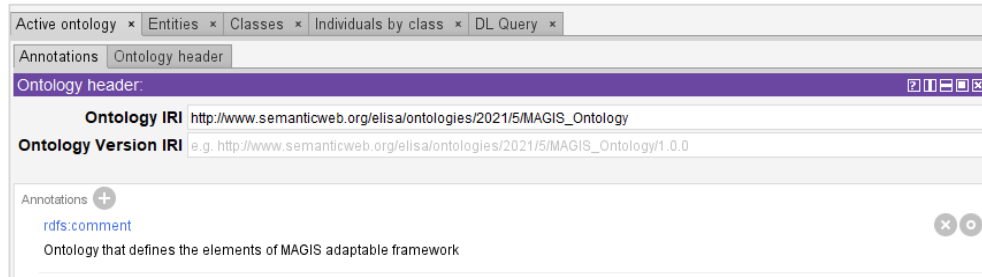 Active ontology × Entities × Classes × Individuals by class × DL Query ×
Annotations Ontology header
Ontology header:
Ontology IRI http://www.semanticweb.org/elisa/ontologies/2021/5/MAGIS_Ontology
Ontology Version IRI e.g. http://www.semanticweb.org/elisa/ontologies/2021/5/MAGIS_Ontology/1.0.0
Annotations
rdfs:comment
Ontology that defines the elements of MAGIS adaptable framework